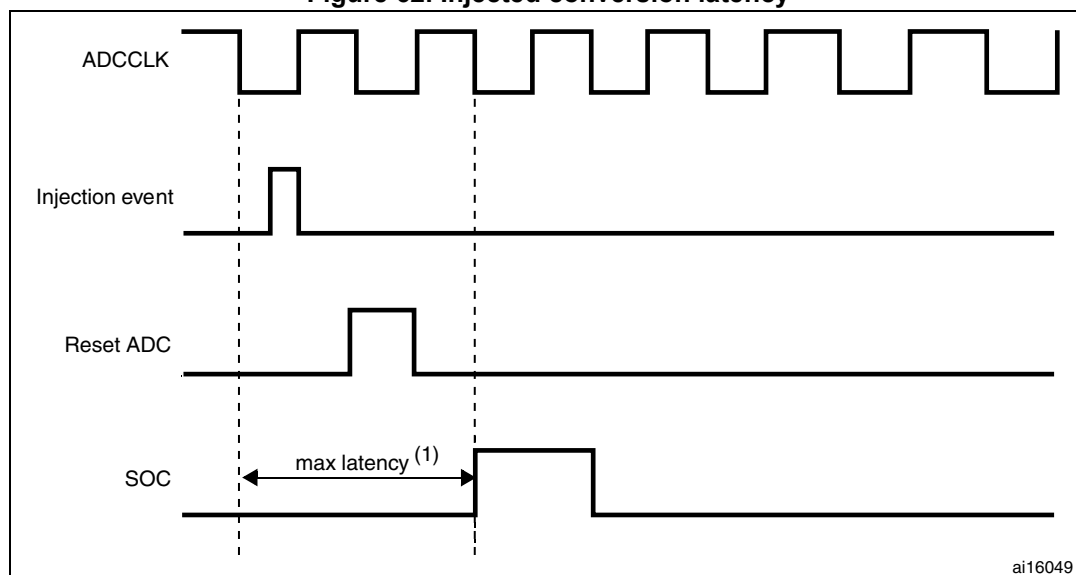 Figure 62. Injected conversion latency
ADCCLK
Injection event
Reset ADC
max latency (1)
SOC
ai16049